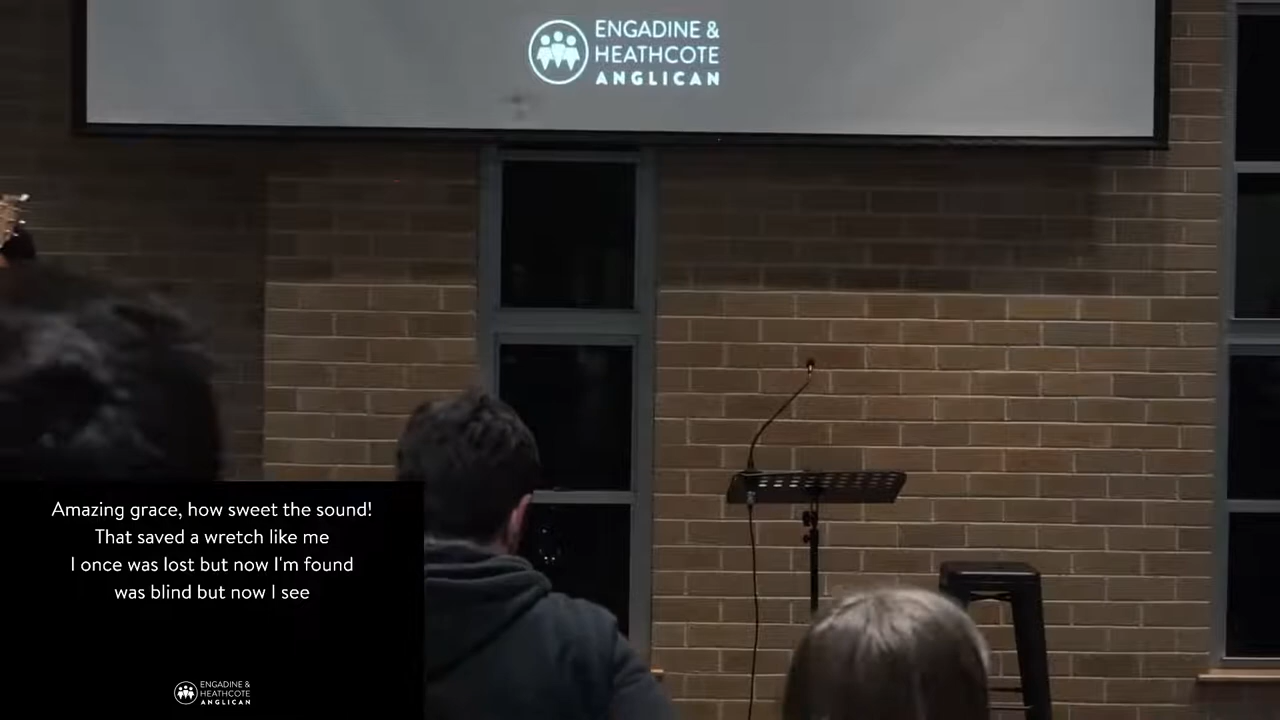 ENGADINE &
HEATHCOTE
ANGLICAN
Amazing grace, how sweet the sound!
That saved a wretch like me
I once was lost but now I'm found
was blind but now I see
ENGADINE &
HEATHCOTE
ANGLICAN